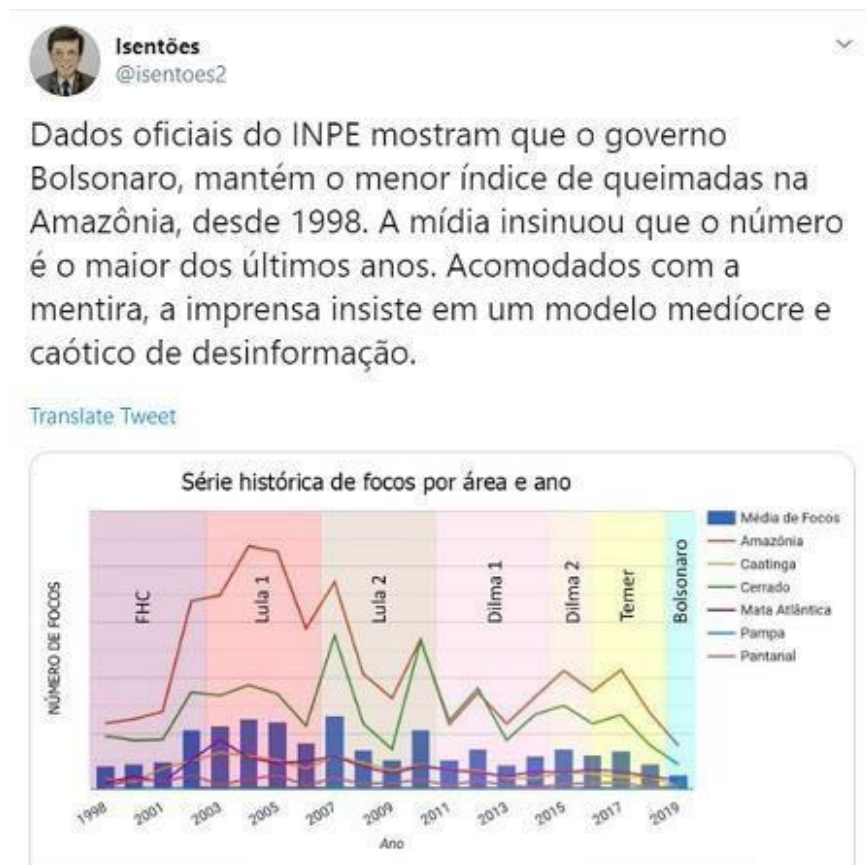 Isentões
@isentoes2
Dados oficiais do INPE mostram que o governo
Bolsonaro, mantém o menor índice de queimadas na
Amazônia, desde 1998. A mídia insinuou que o número
é o maior dos últimos anos. Acomodados com a
mentira, a imprensa insiste em um modelo medíocre e
caótico de desinformação.
Translate Tweet
Série histórica de focos por área e ano
NÚMERO DE FOCOS
FHC
Lula 1
Lula 2
Dilma 1
Dilma 2
Temer
Bolsonaro
Média de Focos
Amazônia
Caatinga
Cerrado
Mata Atlântica
Pampa
Pantanal
1998
2001
2003
2005
2007
2009
2011
2013
2015
2017
2019
Ano